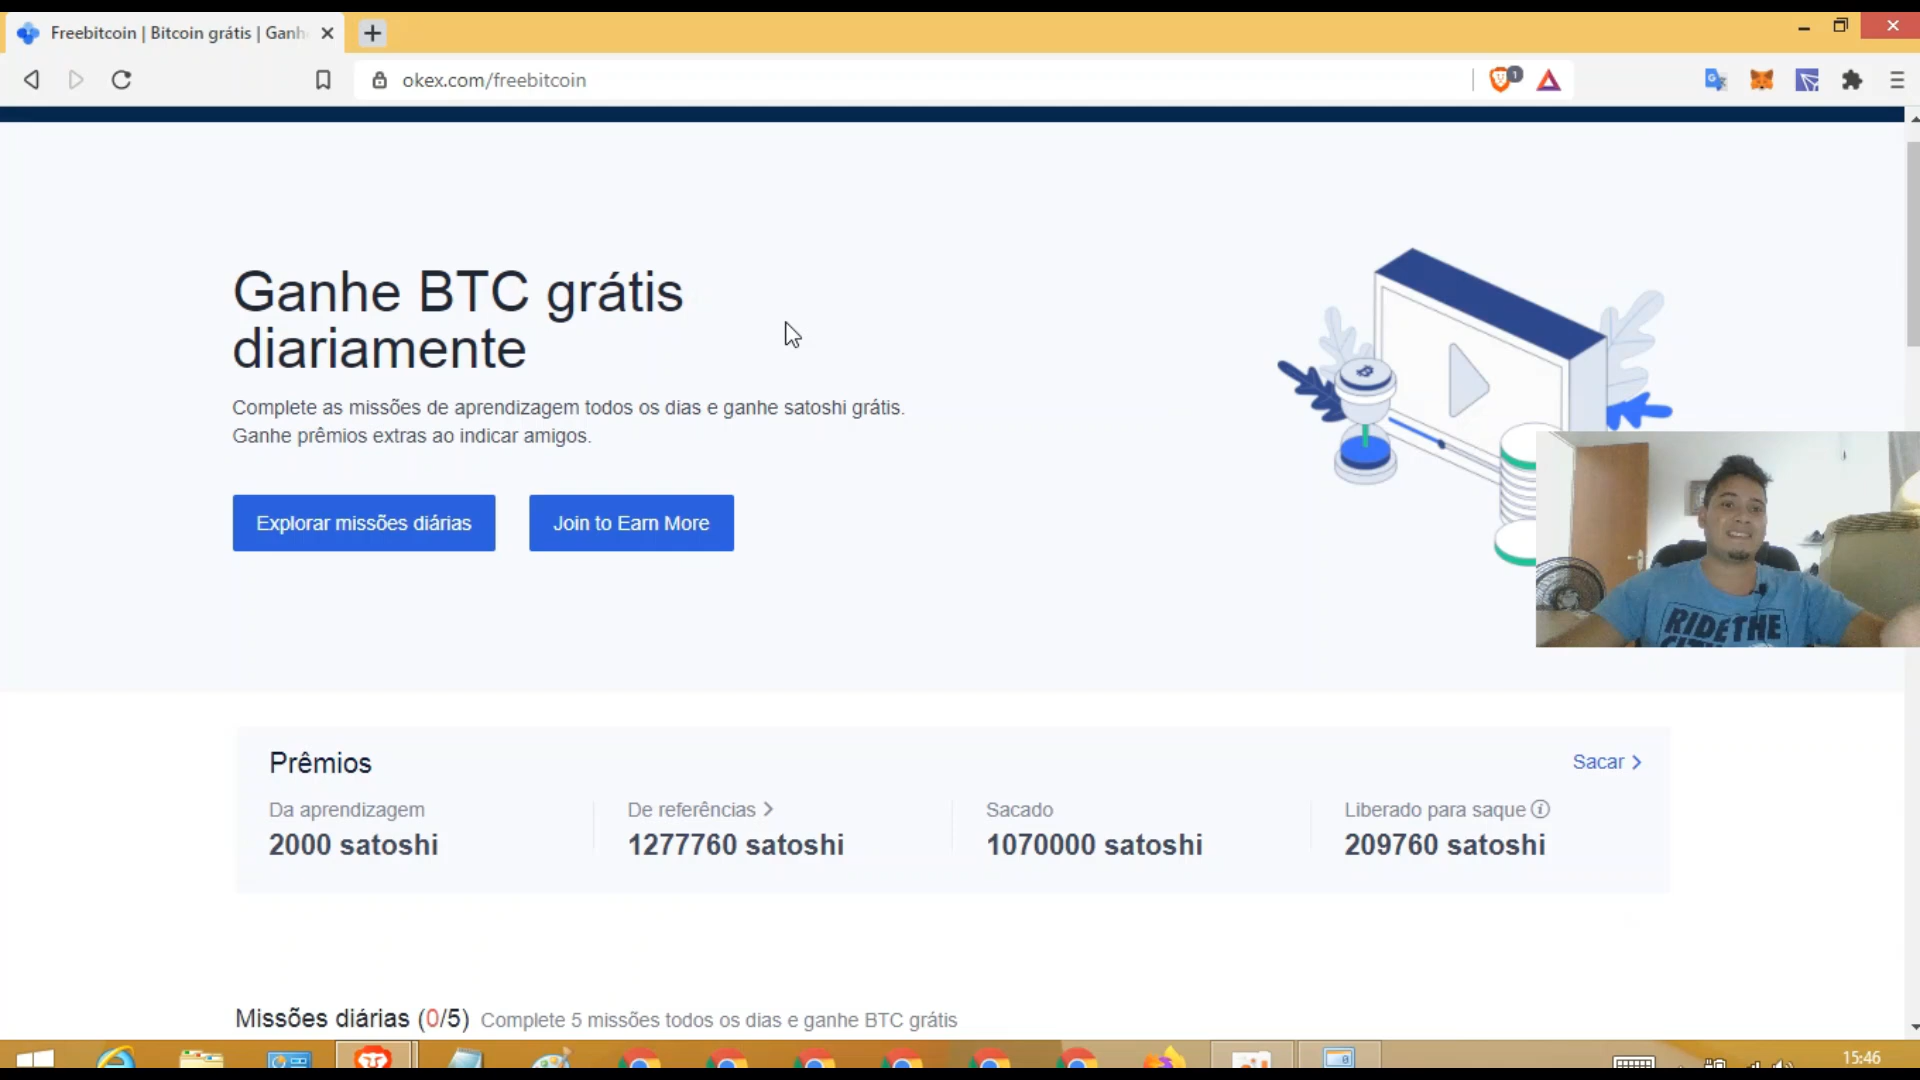 Freebitcoin | Bitcoin grátis | Ganh
okex.com/freebitcoin
1
Ganhe BTC grátis
diariamente
Complete as missões de aprendizagem todos os dias e ganhe satoshi grátis.
Ganhe prêmios extras ao indicar amigos.
Explorar missões diárias
Join to Earn More
RIDE THE
Prêmios
Sacar
Da aprendizagem
2000 satoshi
De referências
1277760 satoshi
Sacado
1070000 satoshi
Liberado para saque
209760 satoshi
Missões diárias (0/5) Complete 5 missões todos os dias e ganhe BTC grátis
15:46